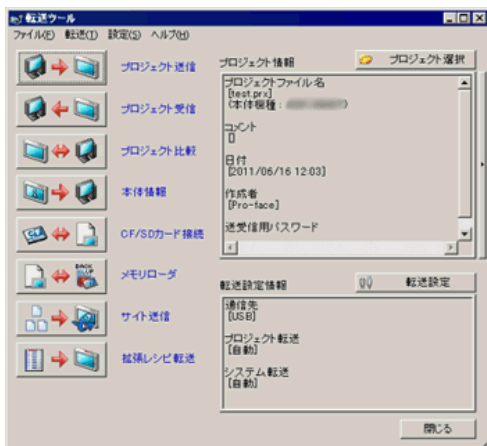 転送ツール
ファイル(F) 転送(T) 設定(S) ヘルプ(H)
プロジェクト送信
プロジェクト受信
プロジェクト比較
本体情報
CF/SDカード接続
メモリローダ
サイト送信
拡張レシピ転送
プロジェクト情報
プロジェクト選択
プロジェクトファイル名
[test.prx]
(本体機種:
コメント
[]
日付
[2011/06/16 12:03]
作成者
[Pro-face]
送受信用パスワード
転送設定情報
転送設定
通信先
[USB]
プロジェクト転送
[自動]
システム転送
[自動]
閉じる